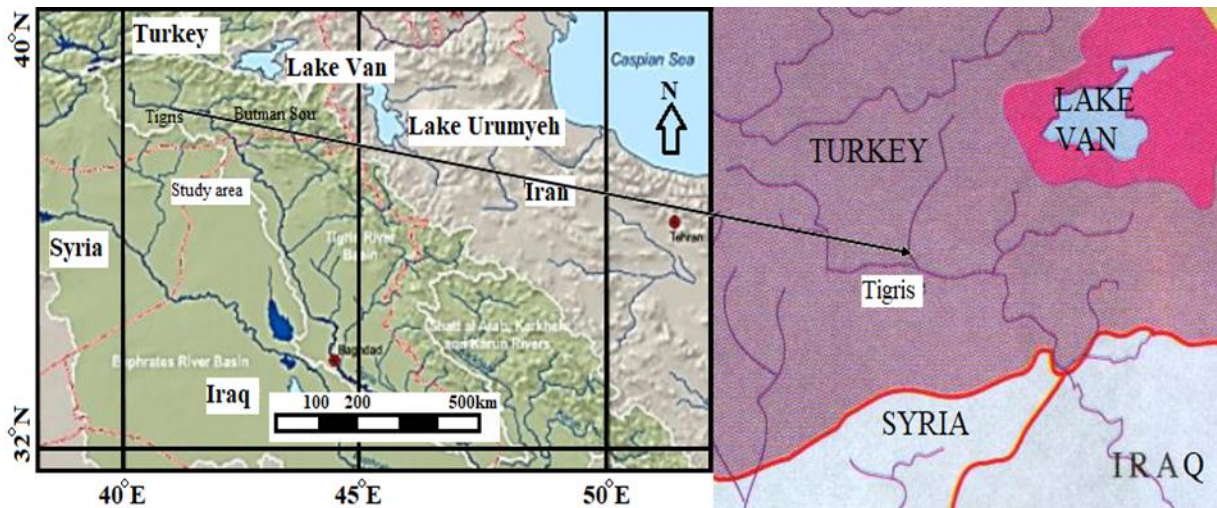 40°N
Turkey
Lake Van
Caspian Sea
N
Tigris
Butman Sou
Lake Urumyeh
Study area
Iran
Tehran
Syria
Tigris River
Basin
Shatt al Arab, Karkheh
and Karun Rivers
Baghdad
Euphrates River Basin
Iraq
100 200 500km
32°N
40°E 45°E 50°E
LAKE
VAN
TURKEY
Tigris
SYRIA
IRAQ